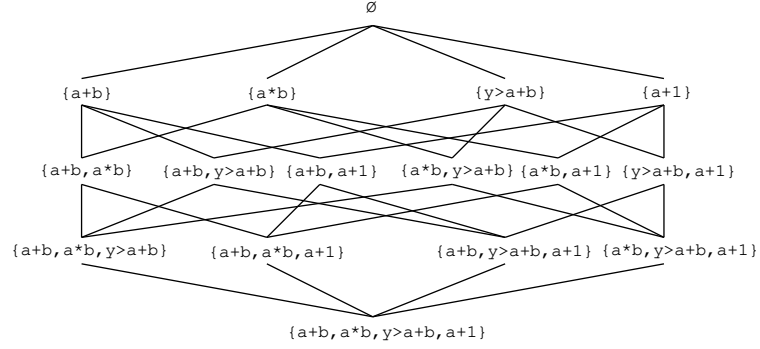 ø
{a+b} {a*b} {y>a+b} {a+1}
{a+b,a*b} {a+b,y>a+b} {a+b,a+1} {a*b,y>a+b} {a*b,a+1} {y>a+b,a+1}
{a+b,a*b,y>a+b} {a+b,a*b,a+1} {a+b,y>a+b,a+1} {a*b,y>a+b,a+1}
{a+b,a*b,y>a+b,a+1}